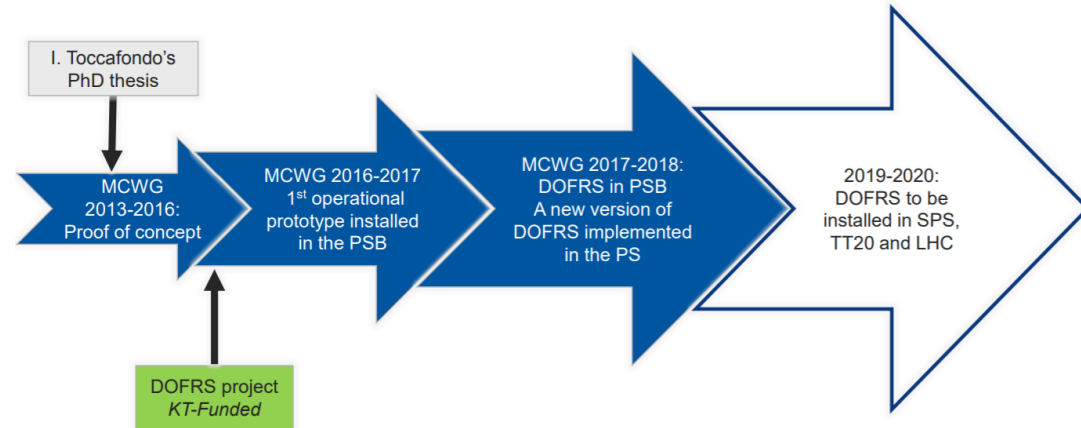 I. Toccafondo's
PhD thesis
MCWG
2013-2016:
Proof of concept
MCWG 2016-2017
1st operational
prototype installed
in the PSB
MCWG 2017-2018:
DOFRS in PSB
A new version of
DOFRS implemented
in the PS
2019-2020:
DOFRS to be
installed in SPS,
TT20 and LHC
DOFRS project
KT-Funded